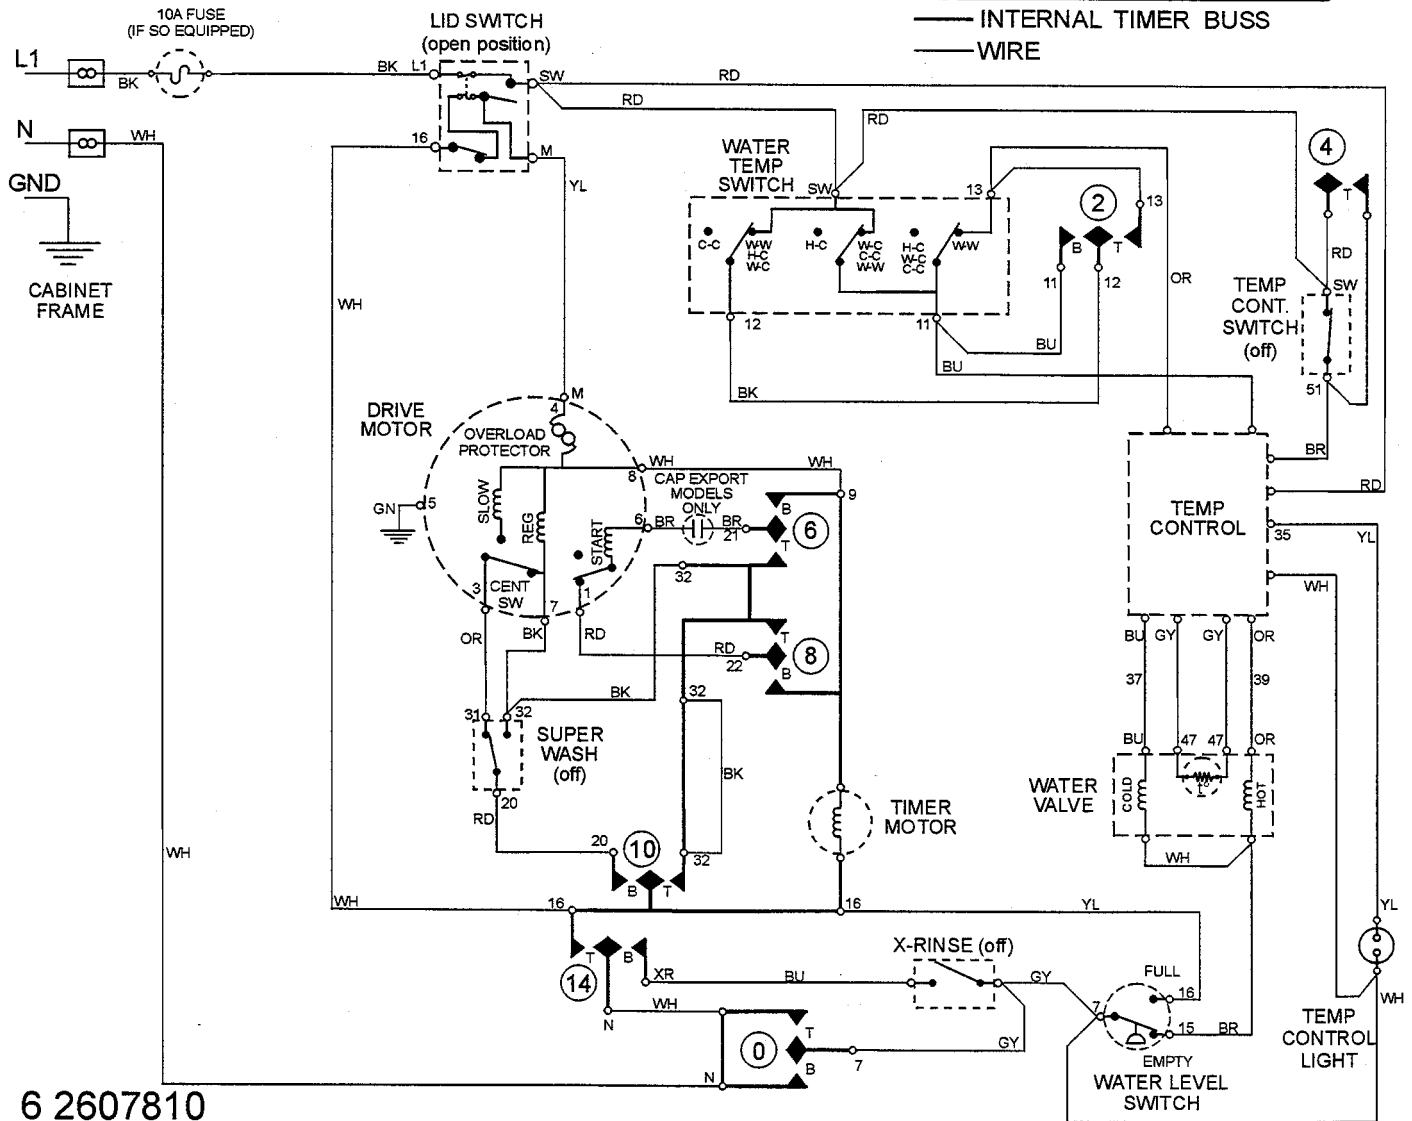 10A FUSE
(IF SO EQUIPPED)
LID SWITCH
(open position)
INTERNAL TIMER BUSS
WIRE
L1
BK
BK
L1
SW
RD
RD
RD
N
WH
16
M
YL
GND
CABINET
FRAME
WATER
TEMP
SWITCH
SW
13
13
2
4
T
C-C
W-W
H-C
W-C
H-C
W-C
C-C
W-W
H-C
W-C
C-C
W-W
B
T
11
12
12
11
OR
BU
BU
BK
RD
SW
TEMP
CONT.
SWITCH
(off)
51
BR
WH
DRIVE
MOTOR
M
4
OVERLOAD
PROTECTOR
8
WH
WH
CAP EXPORT
MODELS
ONLY
9
GN
5
SLOW
REG
START
6
BR
BR
21
B
6
T
32
3
CENT
SW
7
1
OR
BK
RD
RD
22
T
8
B
TEMP
CONTROL
RD
35
YL
WH
BU
GY
GY
OR
37
39
BU
47
47
OR
WATER
VALVE
COLD
t°
HOT
WH
31
32
BK
32
SUPER
WASH
(off)
BK
20
RD
20
10
32
B
T
TIMER
MOTOR
WH
WH
16
16
YL
YL
T
B
14
XR
BU
X-RINSE (off)
GY
FULL
16
7
15
BR
EMPTY
WATER LEVEL
SWITCH
WH
N
T
0
B
7
GY
N
TEMP
CONTROL
LIGHT
WH
6 2607810